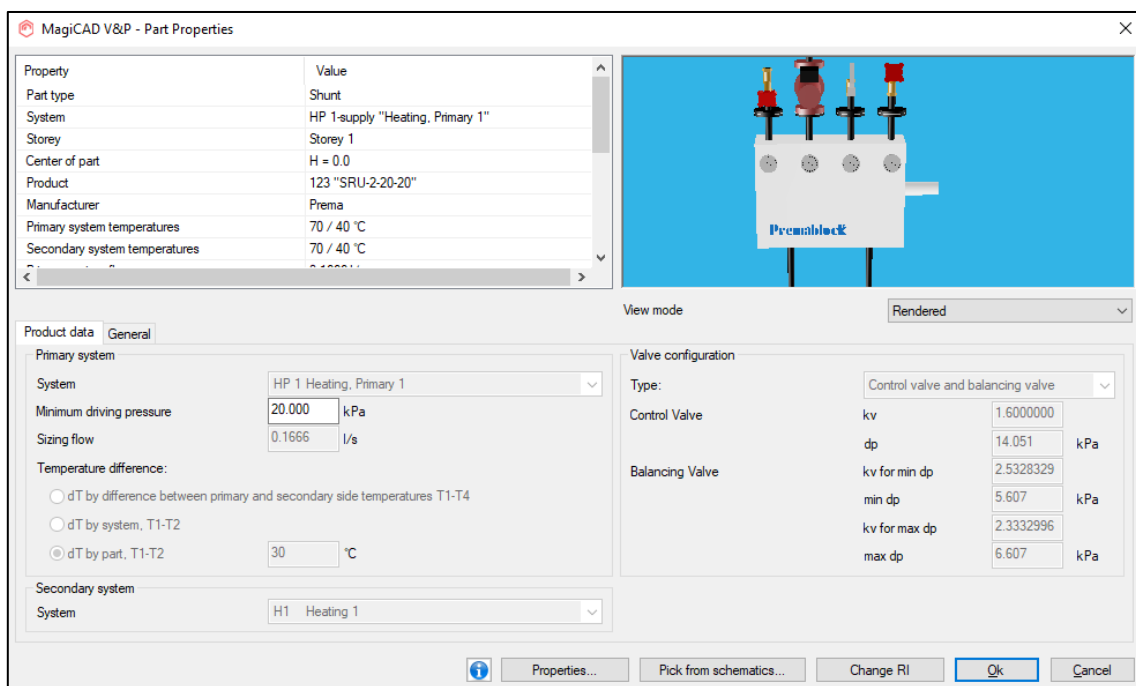 MagiCAD V&P - Part Properties
Property Value
Part type Shunt
System HP 1-supply "Heating, Primary 1"
Storey Storey 1
Center of part H = 0.0
Product 123 "SRU-2-20-20"
Manufacturer Prema
Primary system temperatures 70 / 40 °C
Secondary system temperatures 70 / 40 °C
Premablock
View mode Rendered
Product data General
Primary system
System HP 1 Heating, Primary 1
Minimum driving pressure 20.000 kPa
Sizing flow 0.1666 l/s
Temperature difference:
dT by difference between primary and secondary side temperatures T1-T4
dT by system, T1-T2
dT by part, T1-T2 30 °C
Secondary system
System H1 Heating 1
Valve configuration
Type: Control valve and balancing valve
Control Valve kv 1.6000000
dp 14.051 kPa
Balancing Valve kv for min dp 2.5328329
min dp 5.607 kPa
kv for max dp 2.3332996
max dp 6.607 kPa
Properties... Pick from schematics... Change RI Ok Cancel